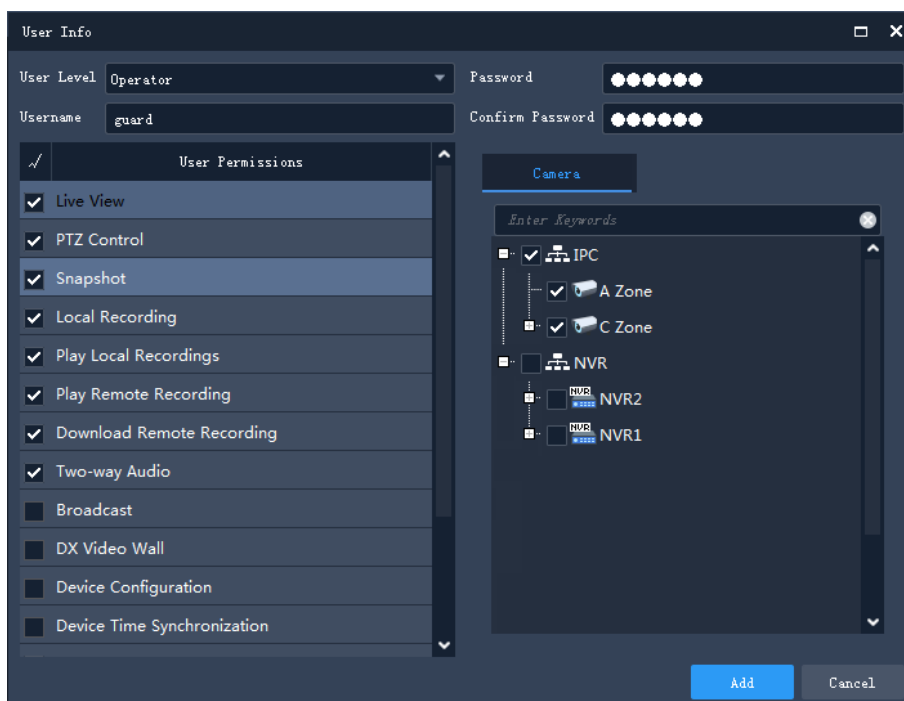 User Info
User Level Operator Password
Username guard Confirm Password
User Permissions
Camera
Live View
Enter Keywords
PTZ Control
IPC
Snapshot
A Zone
Local Recording
C Zone
Play Local Recordings
NVR
Play Remote Recording
NVR NVR2
Download Remote Recording
NVR NVR1
Two-way Audio
Broadcast
DX Video Wall
Device Configuration
Device Time Synchronization
Add Cancel